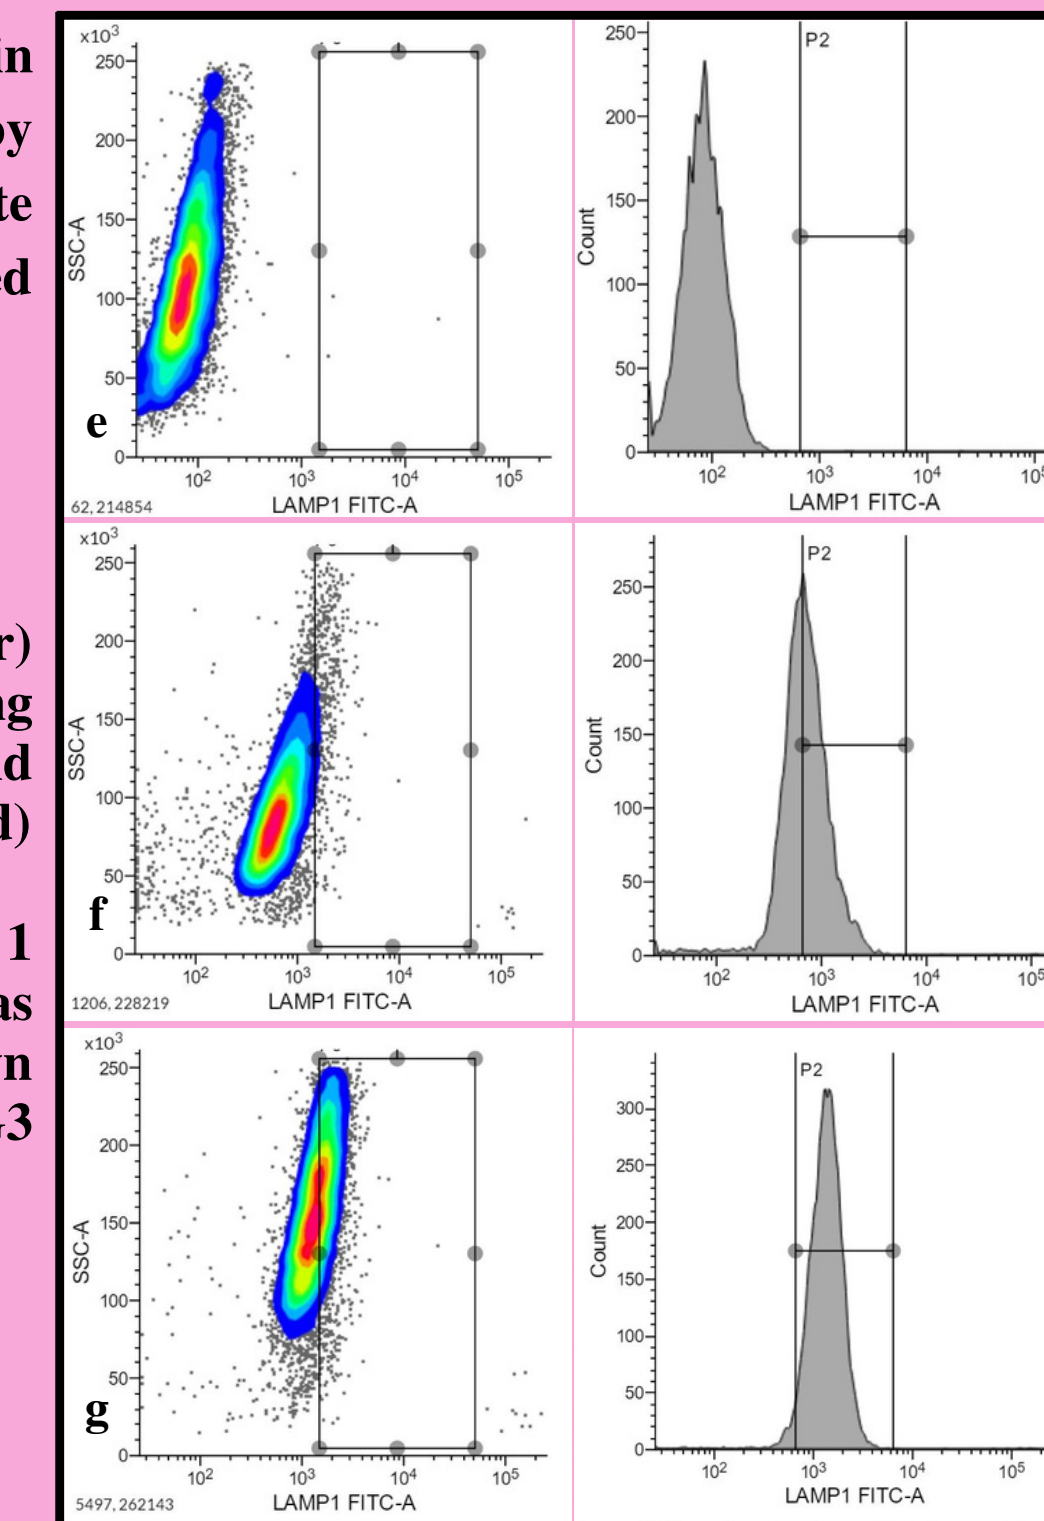 in
by
te
ed
r)
ng
nd
d)
1
as
vn
3
x10³
250
200
150
100
50
0
SSC-A
e
10² 10³ 10⁴ 10⁵
LAMP1 FITC-A
62, 214854
250
200
150
100
50
0
Count
P2
10² 10³ 10⁴ 10⁵
LAMP1 FITC-A
x10³
250
200
150
100
50
0
SSC-A
f
10² 10³ 10⁴ 10⁵
LAMP1 FITC-A
1206, 228219
250
200
150
100
50
0
Count
P2
10² 10³ 10⁴ 10⁵
LAMP1 FITC-A
x10³
250
200
150
100
50
0
SSC-A
g
10² 10³ 10⁴ 10⁵
LAMP1 FITC-A
5497, 262143
300
250
200
150
100
50
0
Count
P2
10² 10³ 10⁴ 10⁵
LAMP1 FITC-A